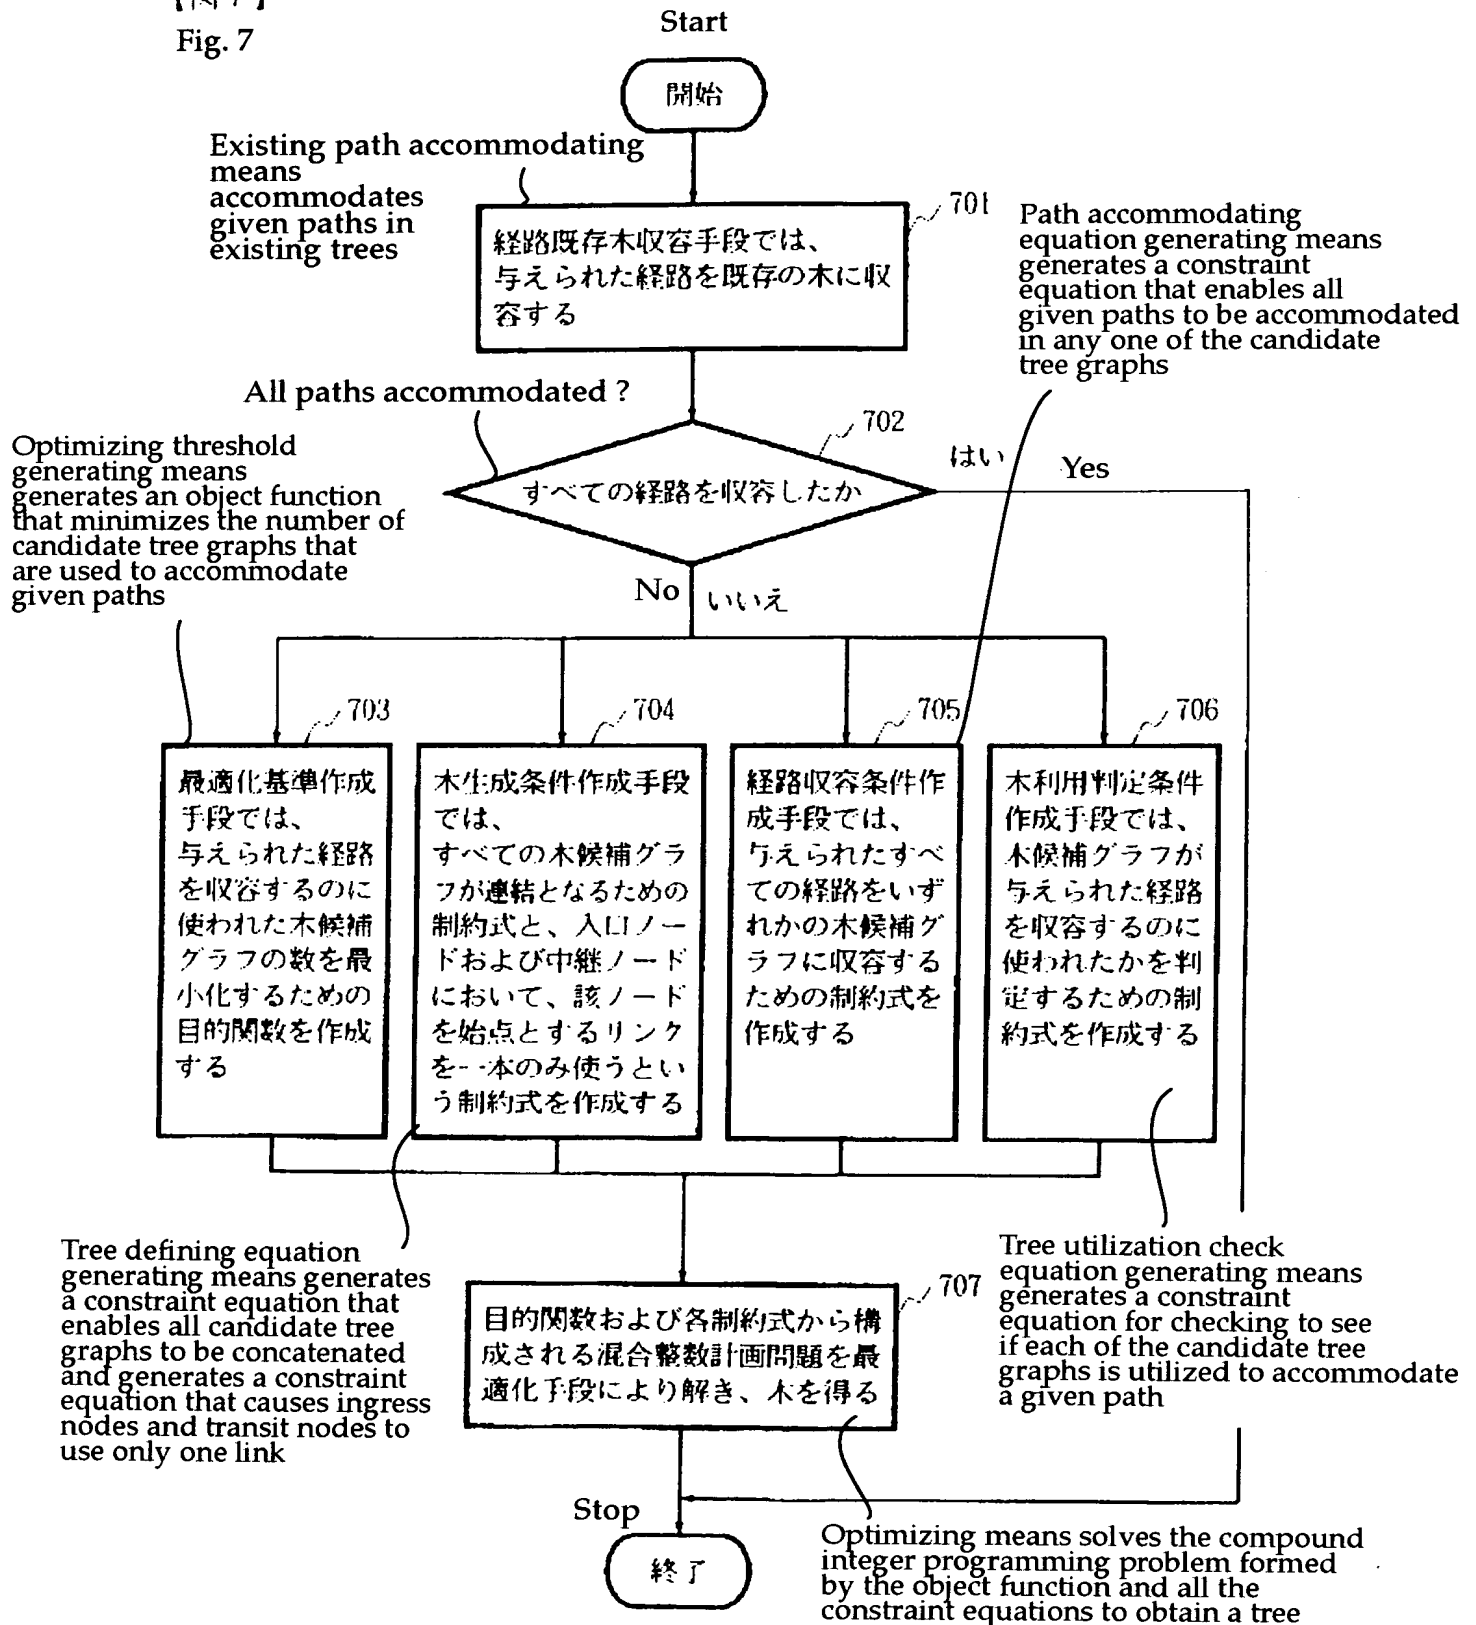 【図7】
Fig. 7
Start
開始
Existing path accommodating
means
accommodates
given paths in
existing trees
701
経路既存木収容手段では、
与えられた経路を既存の木に収
容する
Path accommodating
equation generating means
generates a constraint
equation that enables all
given paths to be accommodated
in any one of the candidate
tree graphs
All paths accommodated ?
702
すべての経路を収容したか
はい
Yes
Optimizing threshold
generating means
generates an object function
that minimizes the number of
candidate tree graphs that
are used to accommodate
given paths
No
いいえ
703
最適化基準作成
手段では、
与えられた経路
を収容するのに
使われた木候補
グラフの数を最
小化するための
目的関数を作成
する
704
木生成条件作成手段
では、
すべての木候補グラ
フが連結となるための
制約式と、入口ノー
ドおよび中継ノード
において、該ノード
を始点とするリンク
を一本のみ使うとい
う制約式を作成する
705
経路収容条件作
成手段では、
与えられたすべ
ての経路をいず
れかの木候補グ
ラフに収容する
ための制約式を
作成する
706
木利用判定条件
作成手段では、
木候補グラフが
与えられた経路
を収容するのに
使われたかを判
定するための制
約式を作成する
Tree defining equation
generating means generates
a constraint equation that
enables all candidate tree
graphs to be concatenated
and generates a constraint
equation that causes ingress
nodes and transit nodes to
use only one link
707
目的関数および各制約式から構
成される混合整数計画問題を最
適化手段により解き、木を得る
Tree utilization check
equation generating means
generates a constraint
equation for checking to see
if each of the candidate tree
graphs is utilized to accommodate
a given path
Stop
終了
Optimizing means solves the compound
integer programming problem formed
by the object function and all the
constraint equations to obtain a tree